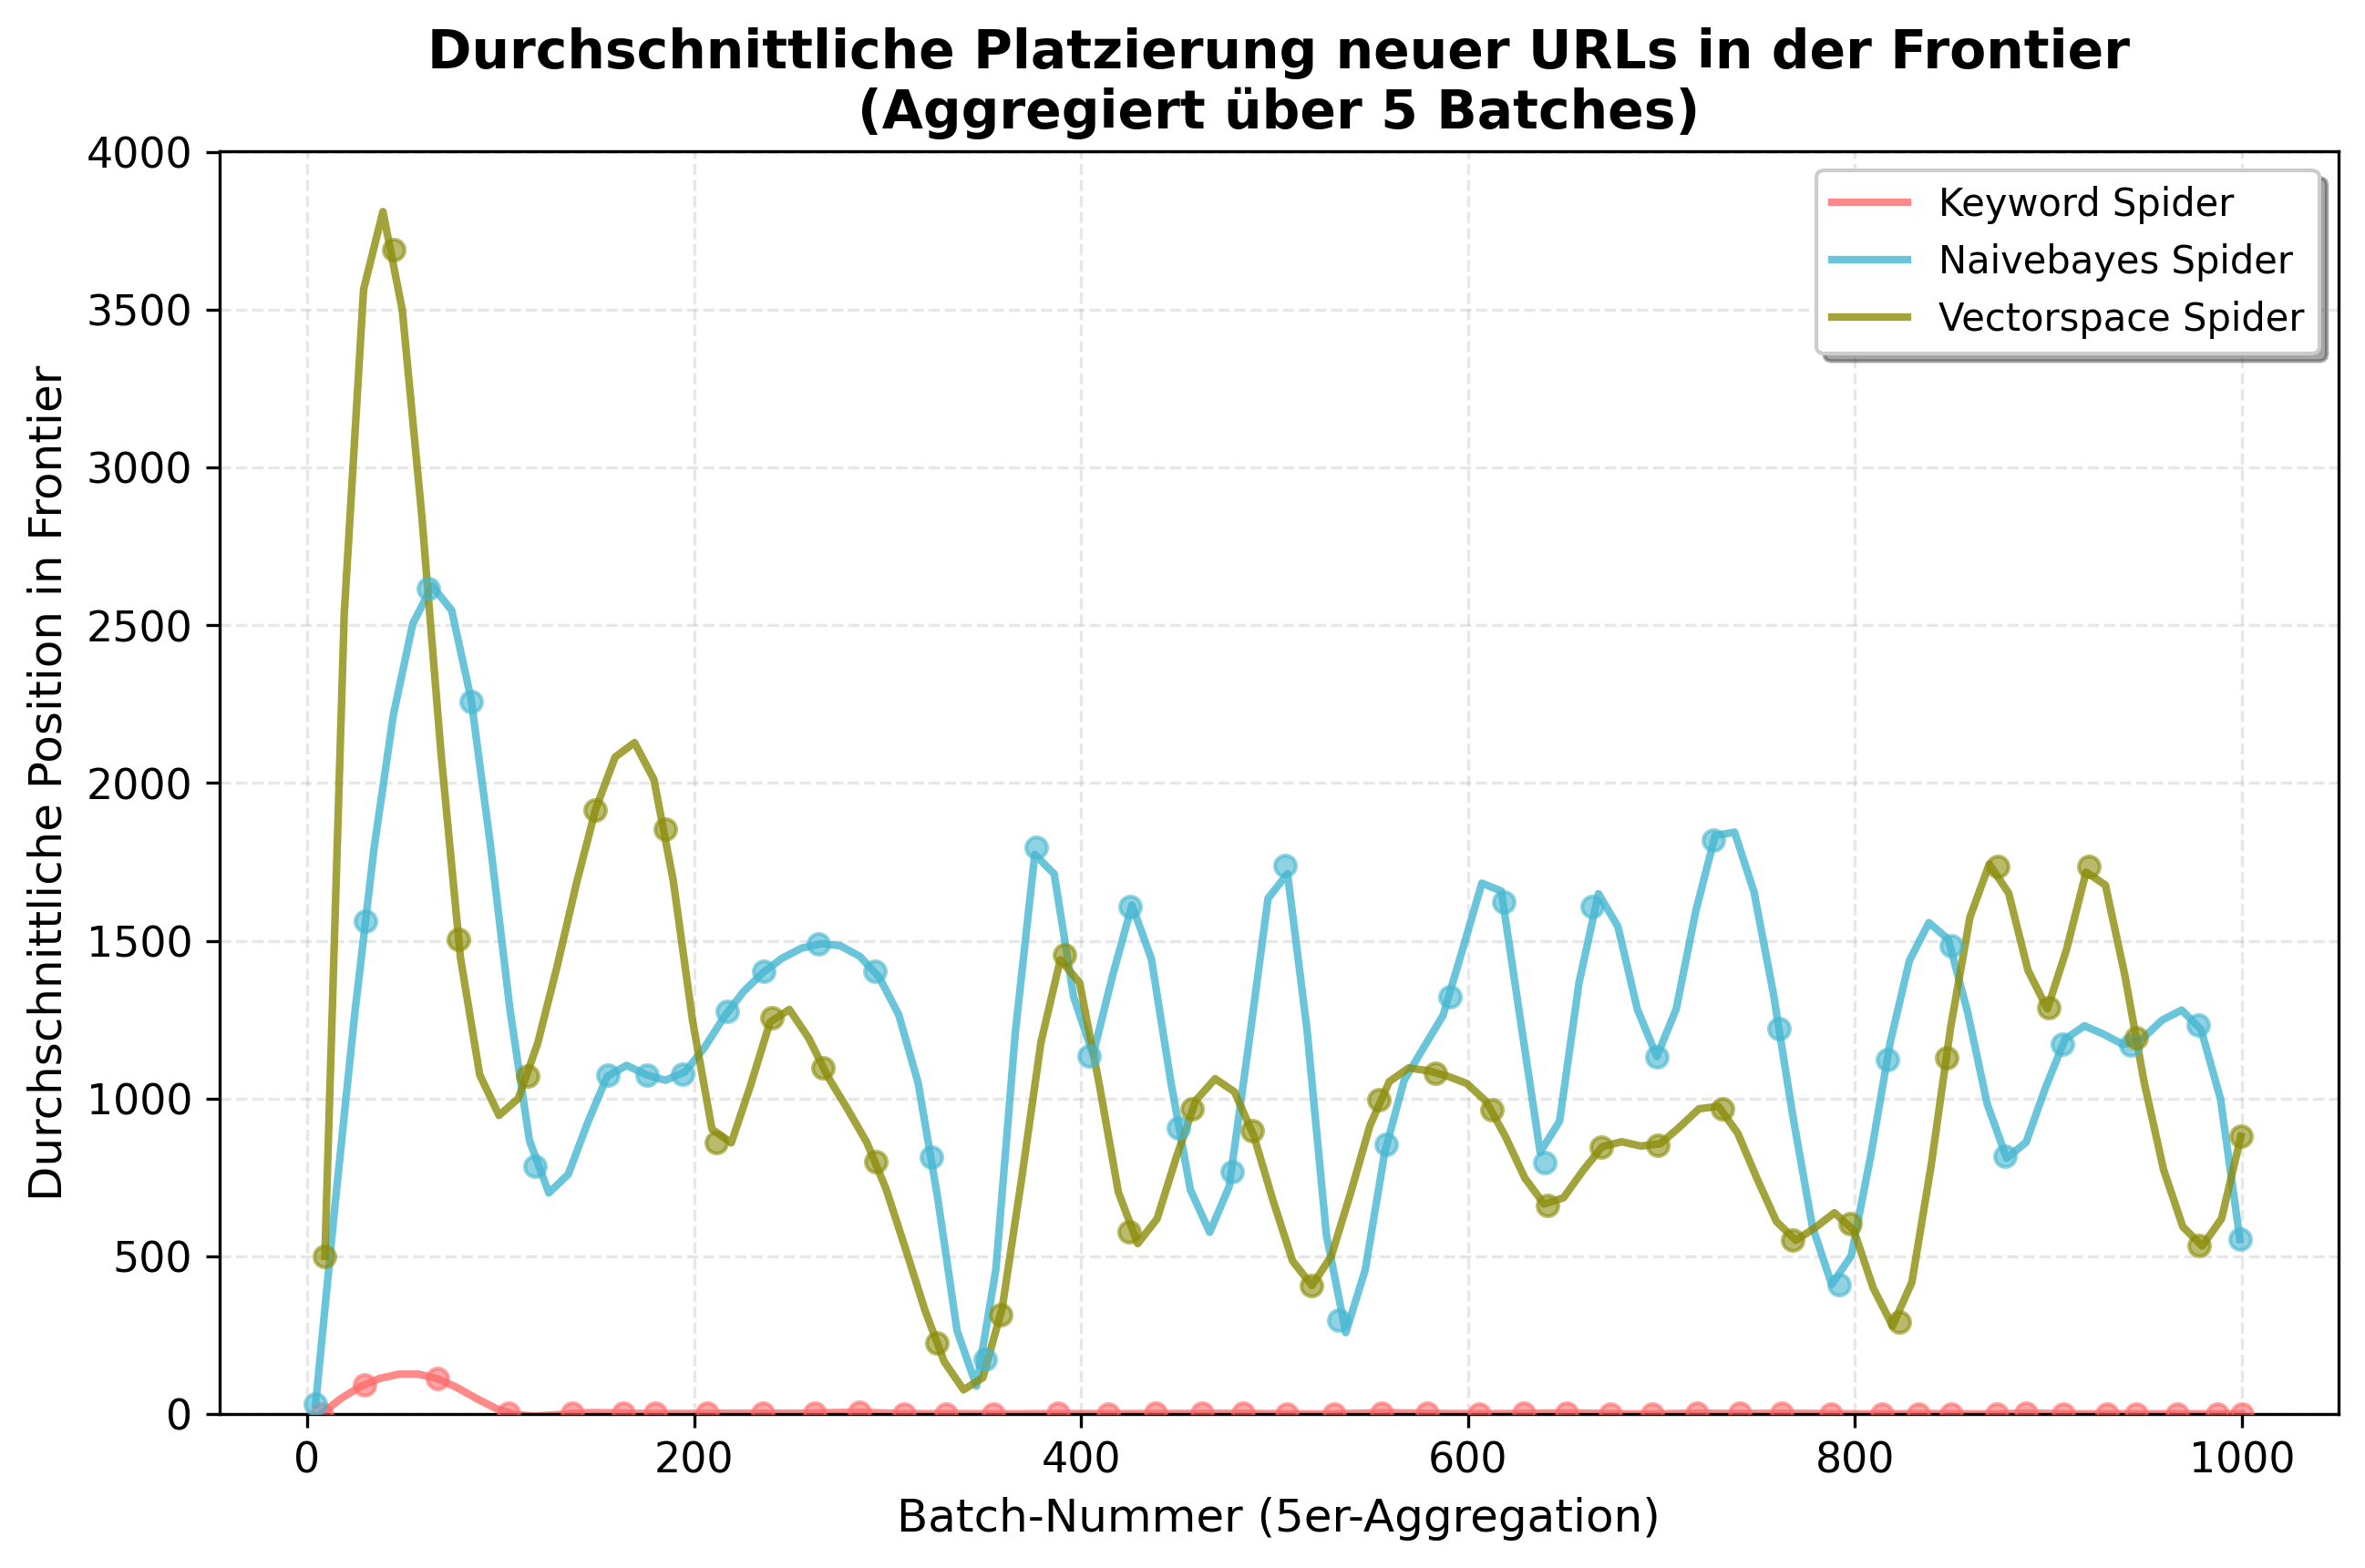 Durchschnittliche Platzierung neuer URLs in der Frontier
(Aggregiert über 5 Batches)
Durchschnittliche Position in Frontier
4000
3500
3000
2500
2000
1500
1000
500
0
Keyword Spider
Naivebayes Spider
Vectorspace Spider
0 200 400 600 800 1000
Batch-Nummer (5er-Aggregation)